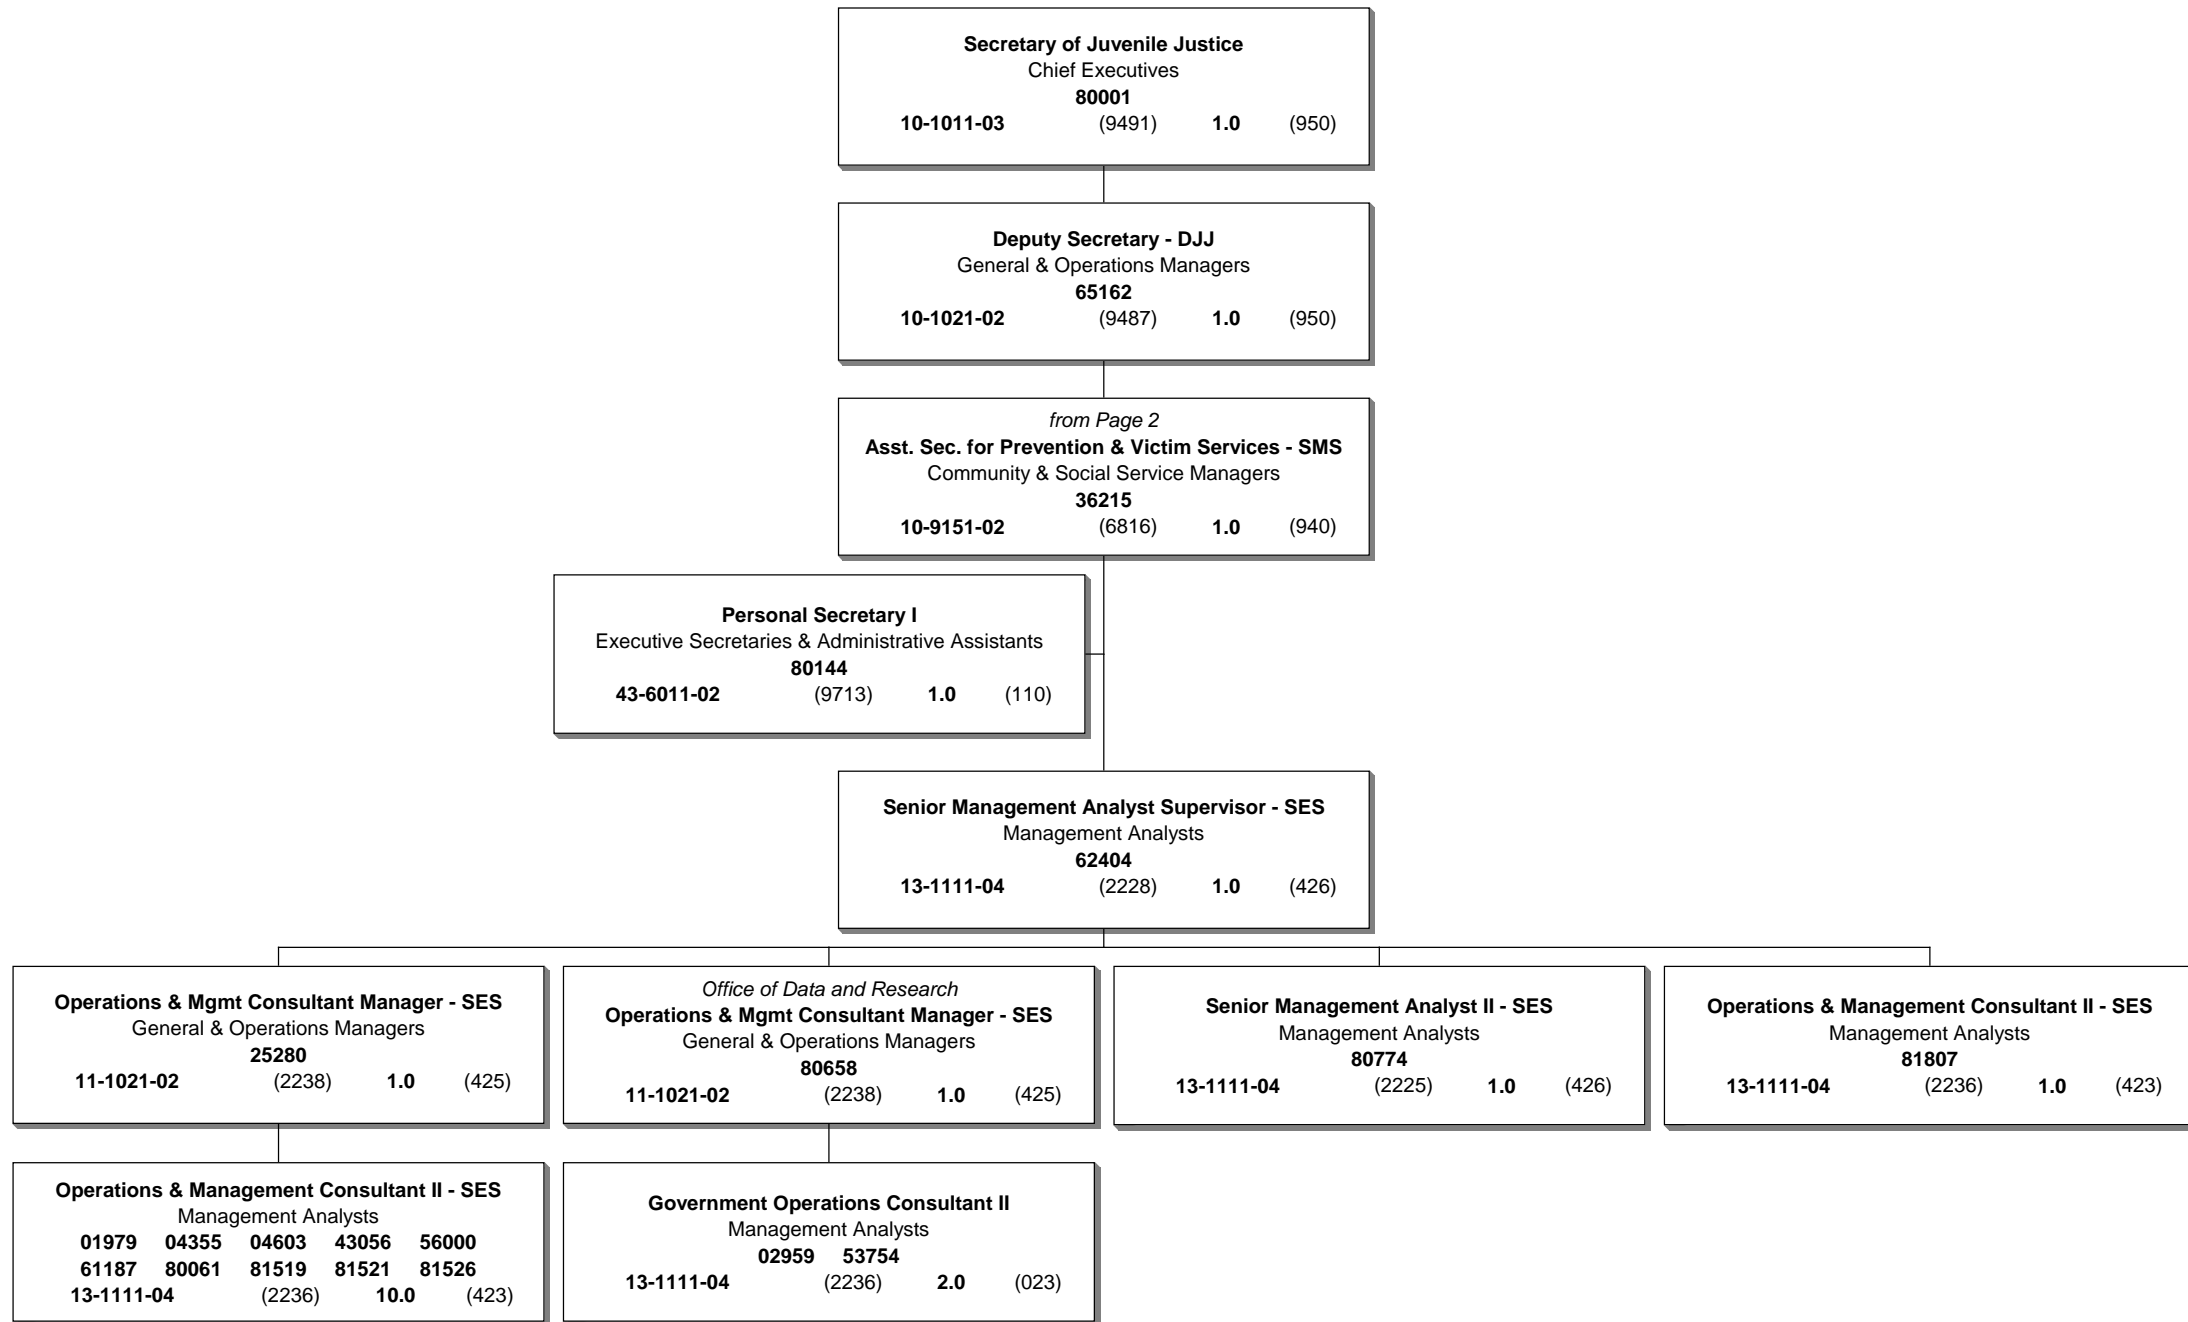 Secretary of Juvenile Justice
Chief Executives
80001
10-1011-03 (9491) 1.0 (950)
Deputy Secretary - DJJ
General & Operations Managers
65162
10-1021-02 (9487) 1.0 (950)
from Page 2
Asst. Sec. for Prevention & Victim Services - SMS
Community & Social Service Managers
36215
10-9151-02 (6816) 1.0 (940)
Personal Secretary I
Executive Secretaries & Administrative Assistants
80144
43-6011-02 (9713) 1.0 (110)
Senior Management Analyst Supervisor - SES
Management Analysts
62404
13-1111-04 (2228) 1.0 (426)
Operations & Mgmt Consultant Manager - SES
General & Operations Managers
25280
11-1021-02 (2238) 1.0 (425)
Office of Data and Research
Operations & Mgmt Consultant Manager - SES
General & Operations Managers
80658
11-1021-02 (2238) 1.0 (425)
Senior Management Analyst II - SES
Management Analysts
80774
13-1111-04 (2225) 1.0 (426)
Operations & Management Consultant II - SES
Management Analysts
81807
13-1111-04 (2236) 1.0 (423)
Operations & Management Consultant II - SES
Management Analysts
01979 04355 04603 43056 56000
61187 80061 81519 81521 81526
13-1111-04 (2236) 10.0 (423)
Government Operations Consultant II
Management Analysts
02959 53754
13-1111-04 (2236) 2.0 (023)